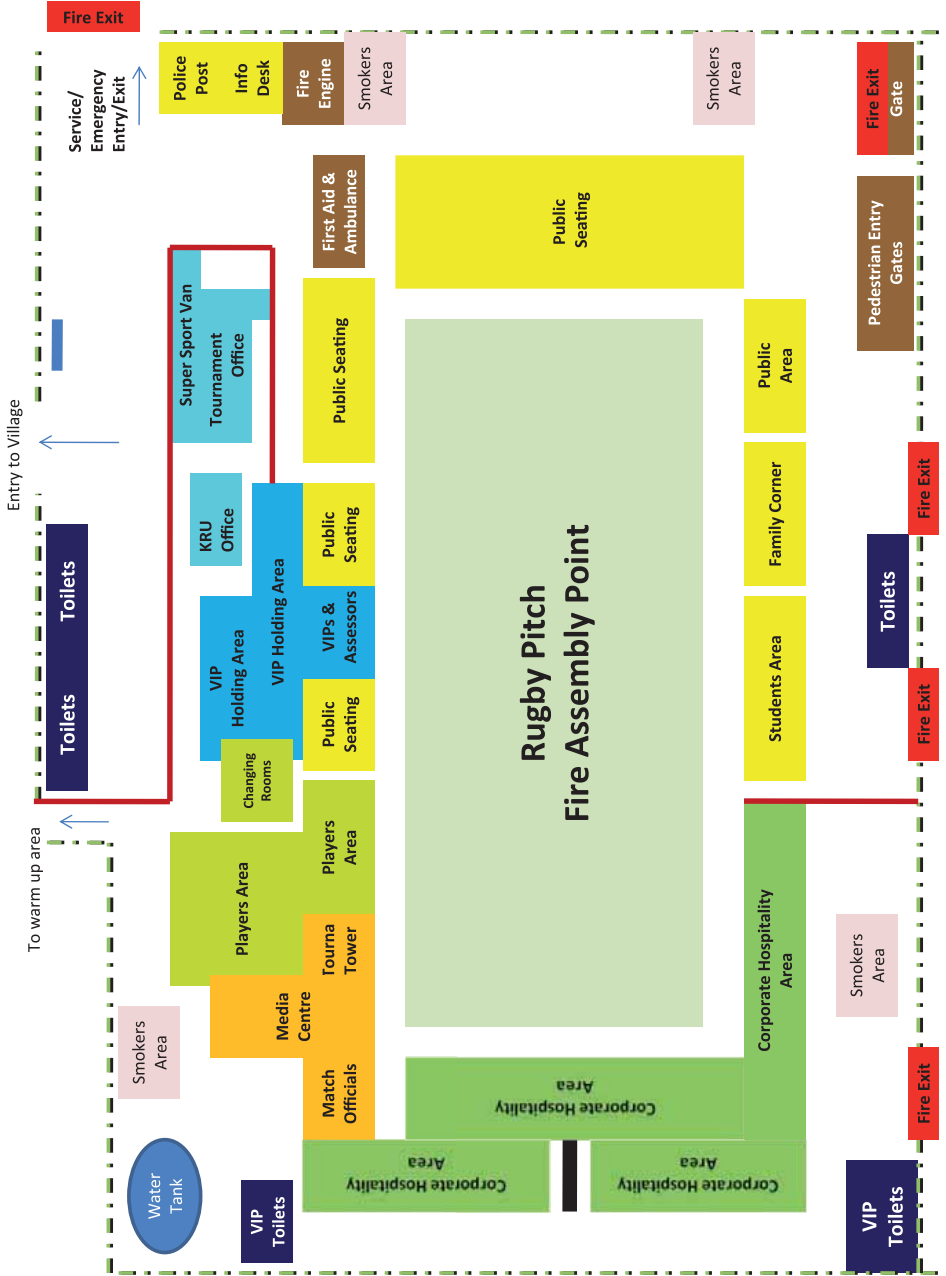 Fire Exit
Service/
Emergency
Entry/Exit
Police
Post
Info
Desk
Fire
Engine
Smokers
Area
Smokers
Area
Fire Exit
Gate
First Aid &
Ambulance
Public
Seating
Pedestrian Entry
Gates
Entry to Village
Super Sport Van
Tournament
Office
Public Seating
Public
Area
KRU
Office
Toilets
Toilets
VIP
Holding Area
VIP Holding Area
Public
Seating
VIPs &
Assessors
Public
Seating
Family Corner
Students Area
Fire Exit
Toilets
Fire Exit
Rugby Pitch
Fire Assembly Point
To warm up area
Changing
Rooms
Players Area
Players
Area
Tourna
Tower
Media
Centre
Match
Officials
Smokers
Area
Corporate Hospitality
Area
Smokers
Area
Corporate Hospitality
Area
Fire Exit
Water
Tank
VIP
Toilets
Corporate Hospitality
Area
Corporate Hospitality
Area
VIP
Toilets